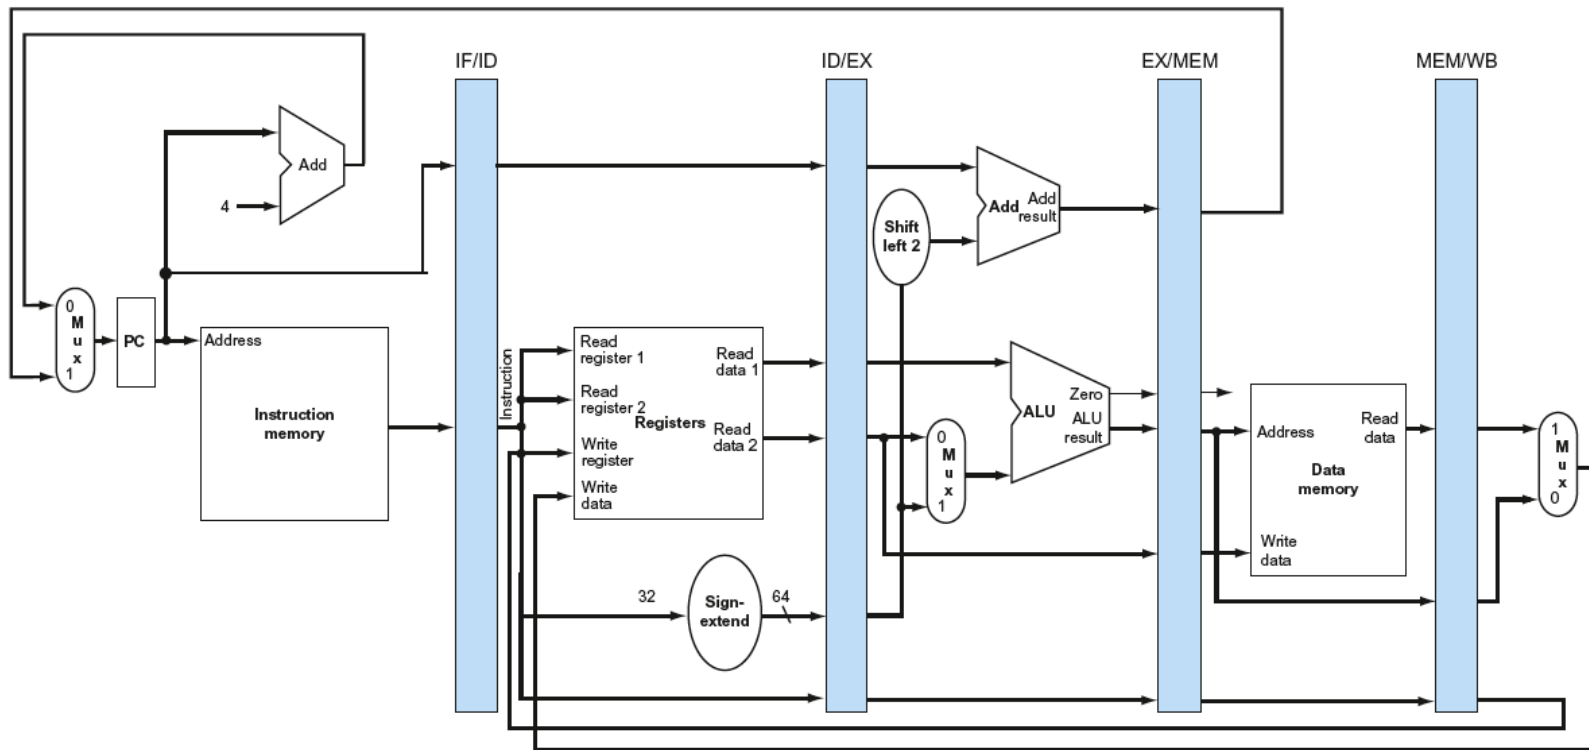 IF/ID
ID/EX
EX/MEM
MEM/WB
Add
4
0
M
u
x
1
PC
Address
Instruction
memory
Instruction
Read
register 1
Read
register 2
Write
register
Write
data
Registers
Read
data 1
Read
data 2
32
Sign-
extend
64
Shift
left 2
Add
Add
result
0
M
u
x
1
ALU
Zero
ALU
result
Address
Read
data
Data
memory
Write
data
1
M
u
x
0